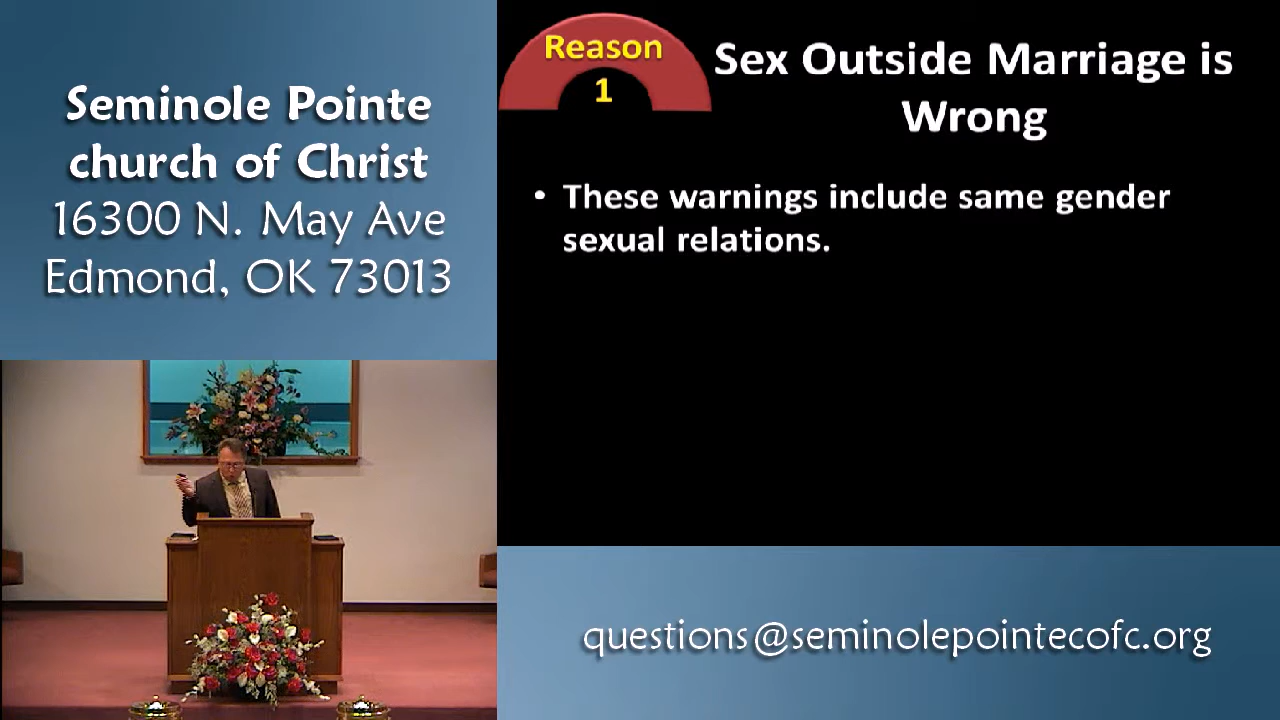 Seminole Pointe
church of Christ
16300 N. May Ave
Edmond, OK 73013
Reason
1
Sex Outside Marriage is
Wrong
• These warnings include same gender
sexual relations.
questions@seminolepointecofc.org